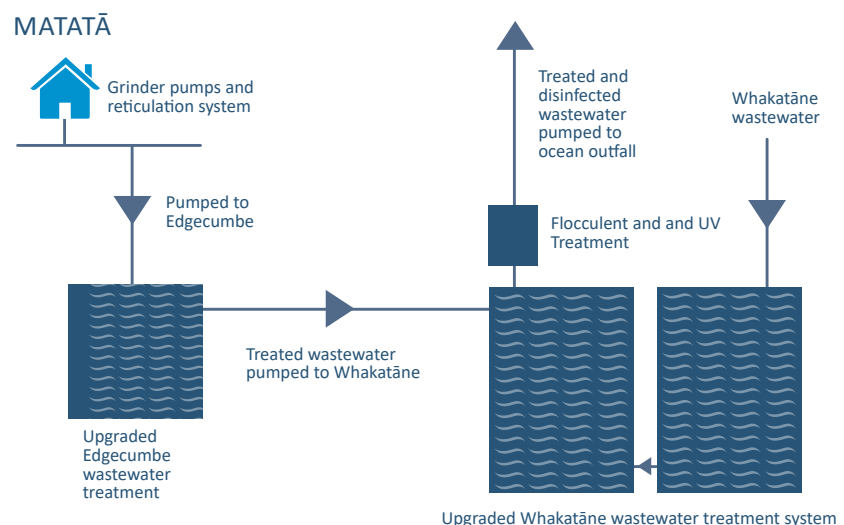 MATATĀ
Grinder pumps and
reticulation system
Pumped to
Edgecumbe
Upgraded
Edgecumbe
wastewater
treatment
Treated wastewater
pumped to Whakatāne
Treated and
disinfected
wastewater
pumped to
ocean outfall
Flocculent and and UV
Treatment
Whakatāne
wastewater
Upgraded Whakatāne wastewater treatment system